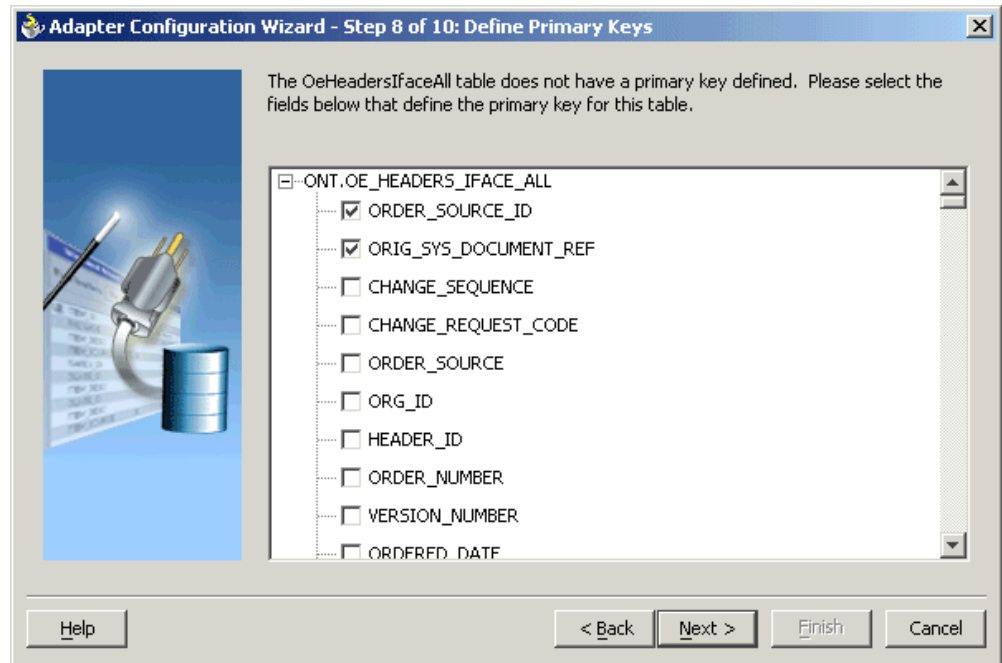 Adapter Configuration Wizard - Step 8 of 10: Define Primary Keys
The OeHeadersIfaceAll table does not have a primary key defined. Please select the
fields below that define the primary key for this table.
ONT.OE_HEADERS_IFACE_ALL
ORDER_SOURCE_ID
ORIG_SYS_DOCUMENT_REF
CHANGE_SEQUENCE
CHANGE_REQUEST_CODE
ORDER_SOURCE
ORG_ID
HEADER_ID
ORDER_NUMBER
VERSION_NUMBER
ORDERED_DATE
Help
< Back
Next >
Finish
Cancel